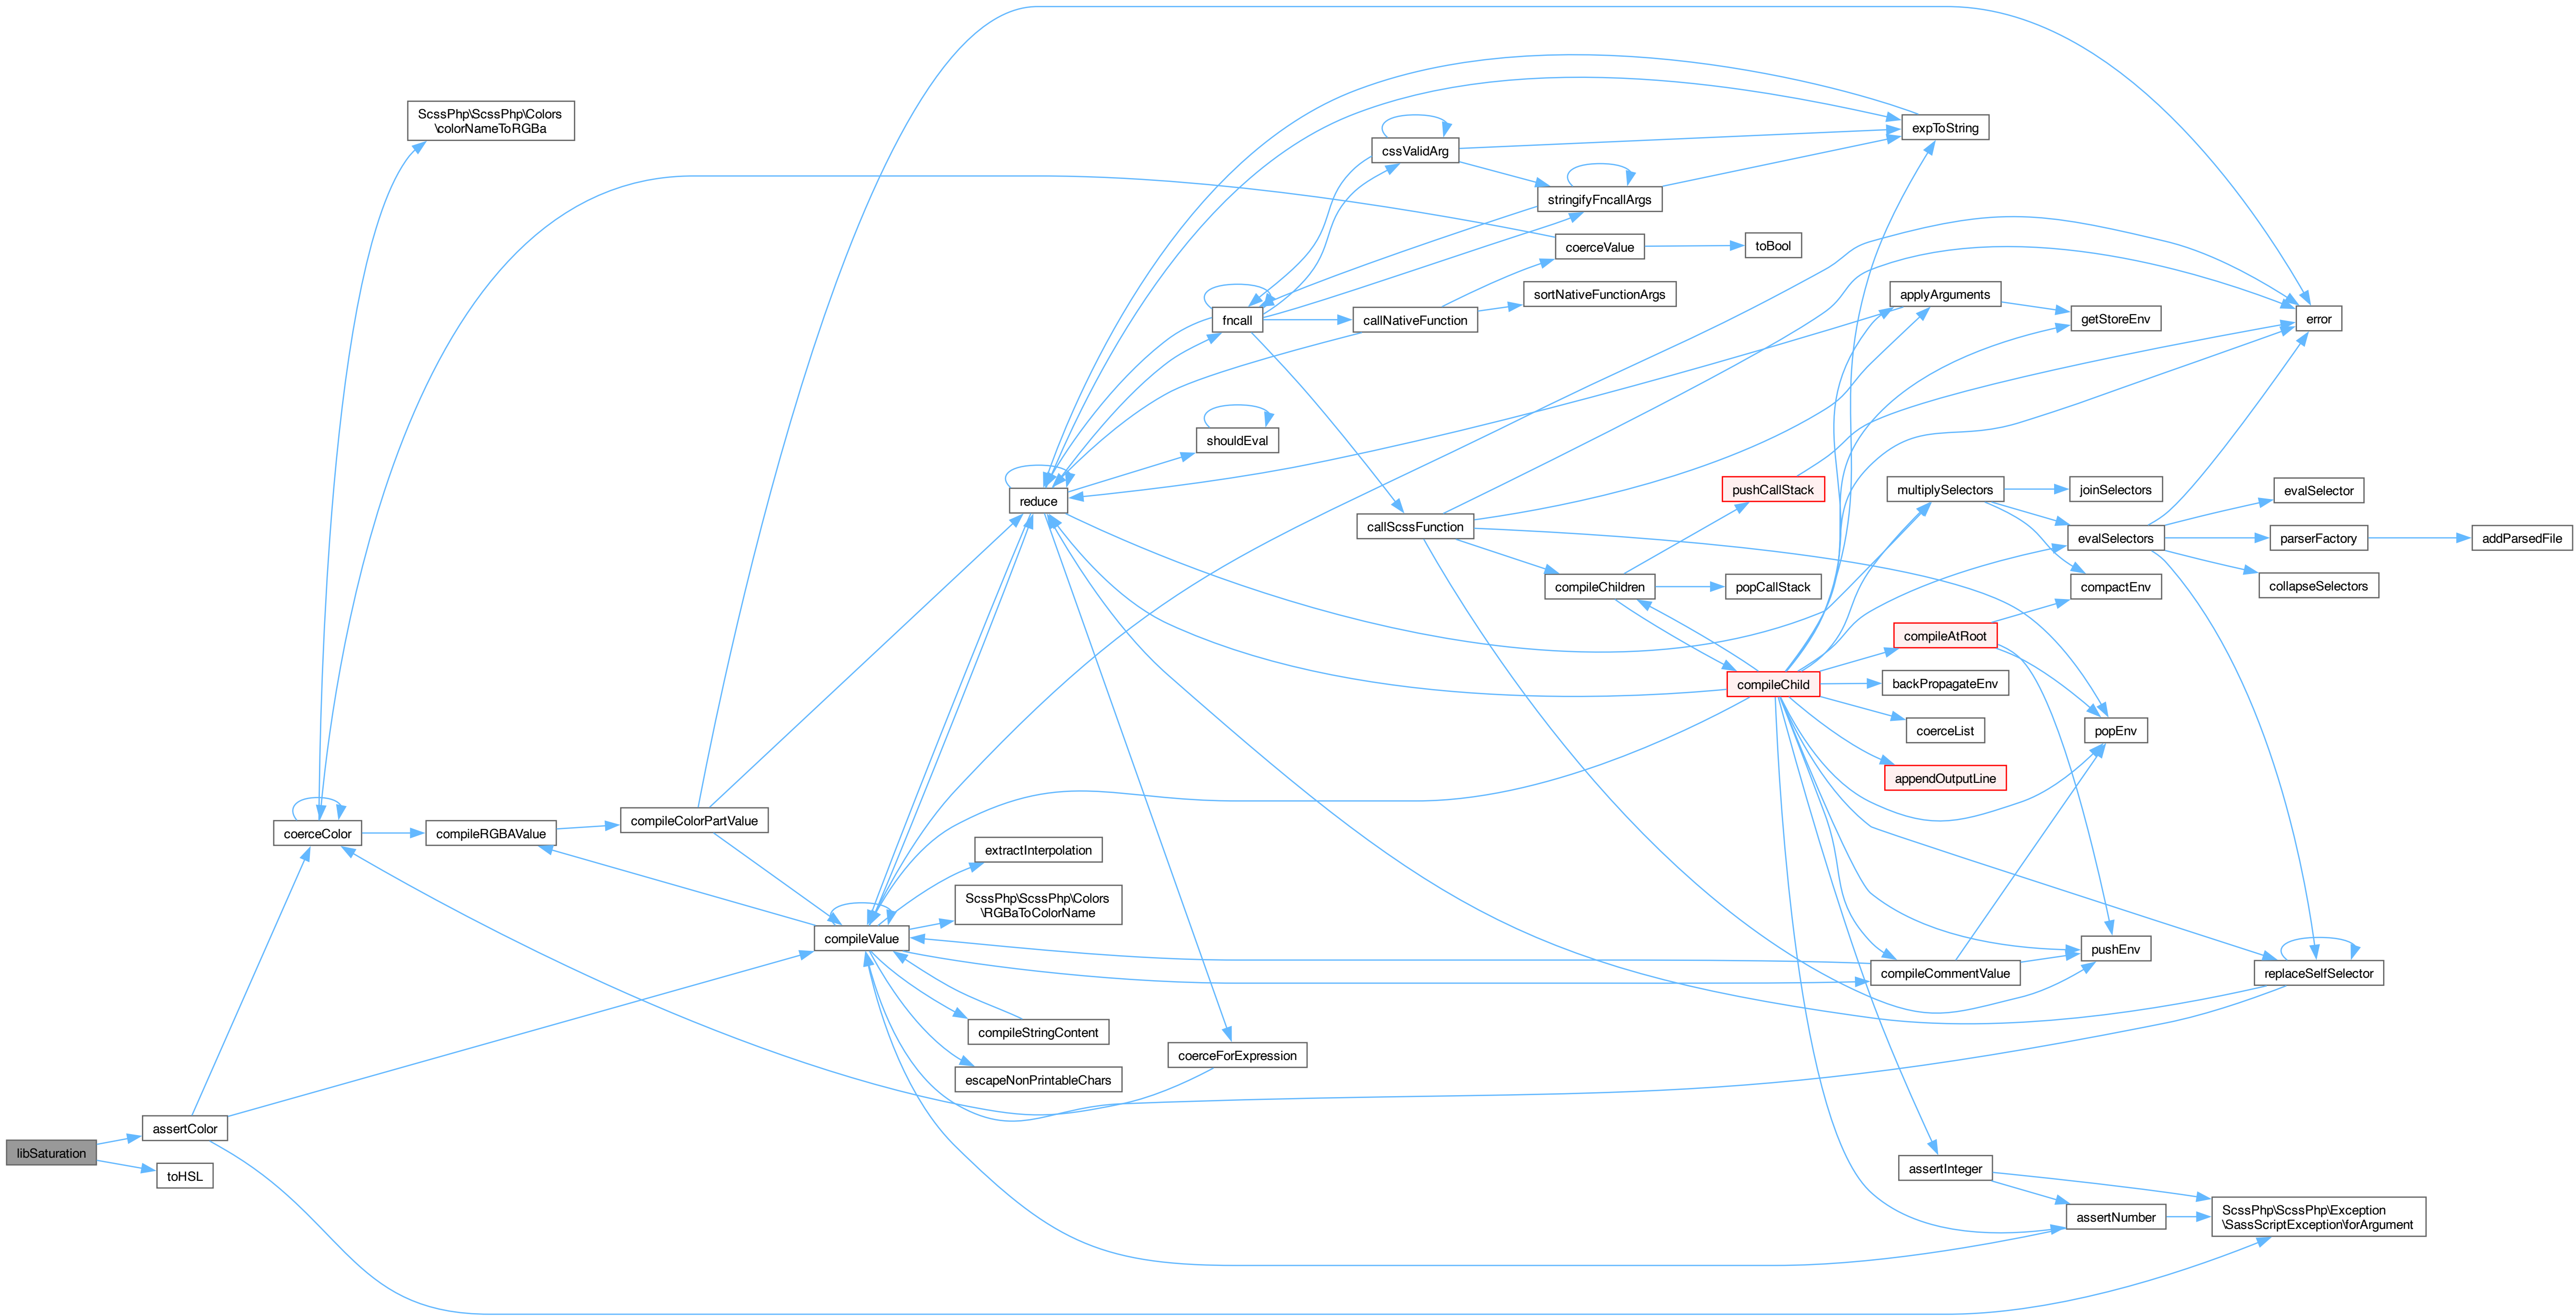 libSaturation
assertColor
toHSL
coerceColor
ScssPhp\ScssPhp\Colors
\colorNameToRGBa
compileRGBAValue
compileColorPartValue
compileValue
extractInterpolation
ScssPhp\ScssPhp\Colors
\RGBaToColorName
compileStringContent
escapeNonPrintableChars
reduce
fncall
shouldEval
coerceForExpression
cssValidArg
callNativeFunction
callScssFunction
stringifyFncallArgs
coerceValue
sortNativeFunctionArgs
compileChildren
toBool
pushCallStack
popCallStack
compileChild
expToString
applyArguments
multiplySelectors
compileAtRoot
backPropagateEnv
coerceList
appendOutputLine
compileCommentValue
assertInteger
getStoreEnv
joinSelectors
evalSelectors
compactEnv
popEnv
pushEnv
assertNumber
error
evalSelector
parserFactory
collapseSelectors
replaceSelfSelector
ScssPhp\ScssPhp\Exception
\SassScriptException\forArgument
addParsedFile